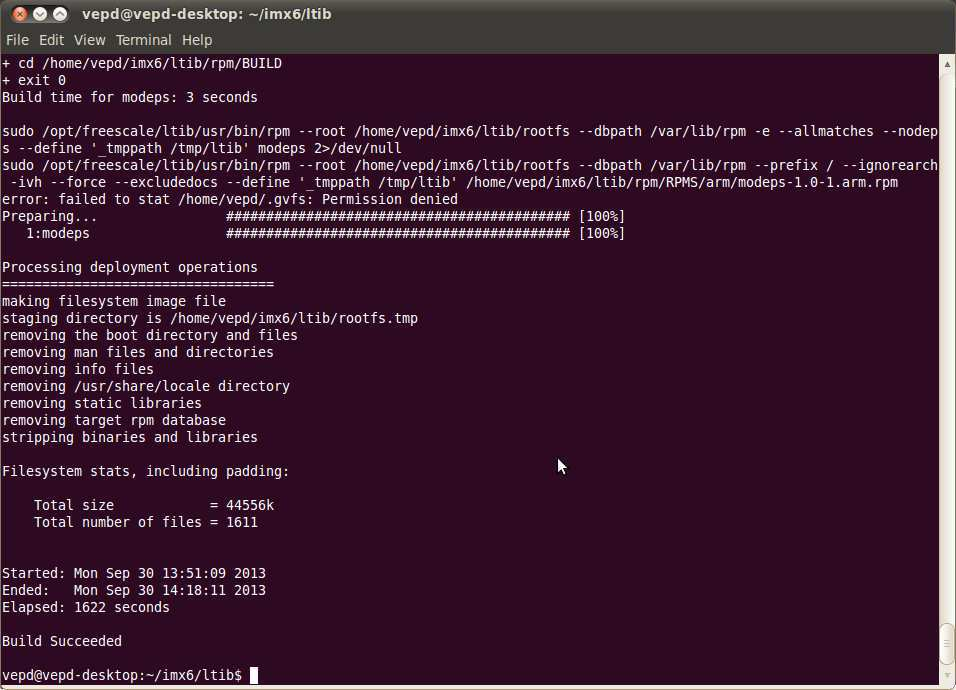 vepd@vepd-desktop: ~/imx6/ltib
File Edit View Terminal Help
+ cd /home/vepd/imx6/ltib/rpm/BUILD
+ exit 0
Build time for modeps: 3 seconds
sudo /opt/freescale/ltib/usr/bin/rpm --root /home/vepd/imx6/ltib/rootfs --dbpath /var/lib/rpm -e --allmatches --nodep
s --define '_tmppath /tmp/ltib' modeps 2>/dev/null
sudo /opt/freescale/ltib/usr/bin/rpm --root /home/vepd/imx6/ltib/rootfs --dbpath /var/lib/rpm --prefix / --ignorearch
 -ivh --force --excludedocs --define '_tmppath /tmp/ltib' /home/vepd/imx6/ltib/rpm/RPMS/arm/modeps-1.0-1.arm.rpm
error: failed to stat /home/vepd/.gvfs: Permission denied
Preparing...                ########################################### [100%]
   1:modeps                 ########################################### [100%]
Processing deployment operations
==================================
making filesystem image file
staging directory is /home/vepd/imx6/ltib/rootfs.tmp
removing the boot directory and files
removing man files and directories
removing info files
removing /usr/share/locale directory
removing static libraries
removing target rpm database
stripping binaries and libraries
Filesystem stats, including padding:
    Total size            = 44556k
    Total number of files = 1611
Started: Mon Sep 30 13:51:09 2013
Ended:   Mon Sep 30 14:18:11 2013
Elapsed: 1622 seconds
Build Succeeded
vepd@vepd-desktop:~/imx6/ltib$